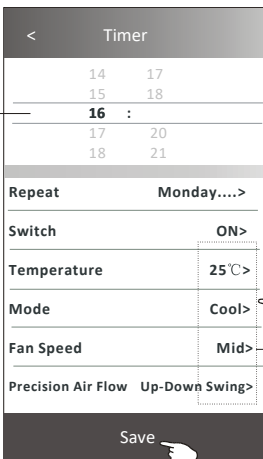 < Timer
14 17
15 18
16 :
17 20
18 21
Repeat Monday....>
Switch ON>
Temperature 25℃>
Mode Cool>
Fan Speed Mid>
Precision Air Flow Up-Down Swing>
Save